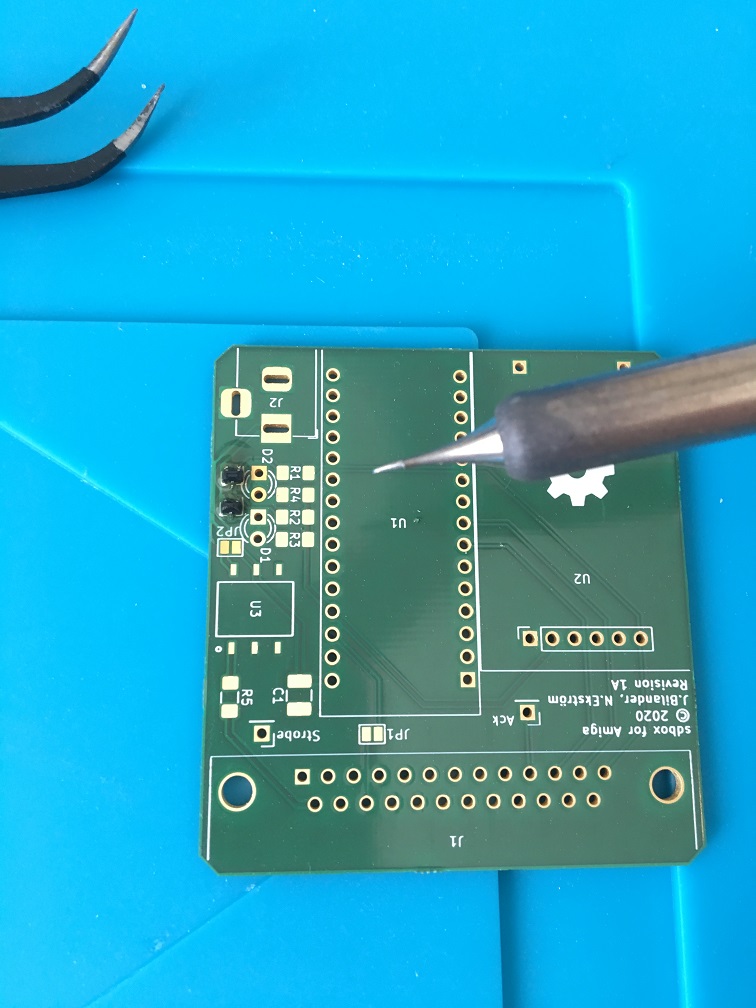 J2
D2
R1
R4
R2
R3
JP2
D1
U1
U2
U3
R5
C1
Strobe
JP1
Ack
sdbox for Amiga
© 2020
J.Bilander, N.Ekström
Revision 1A
J1